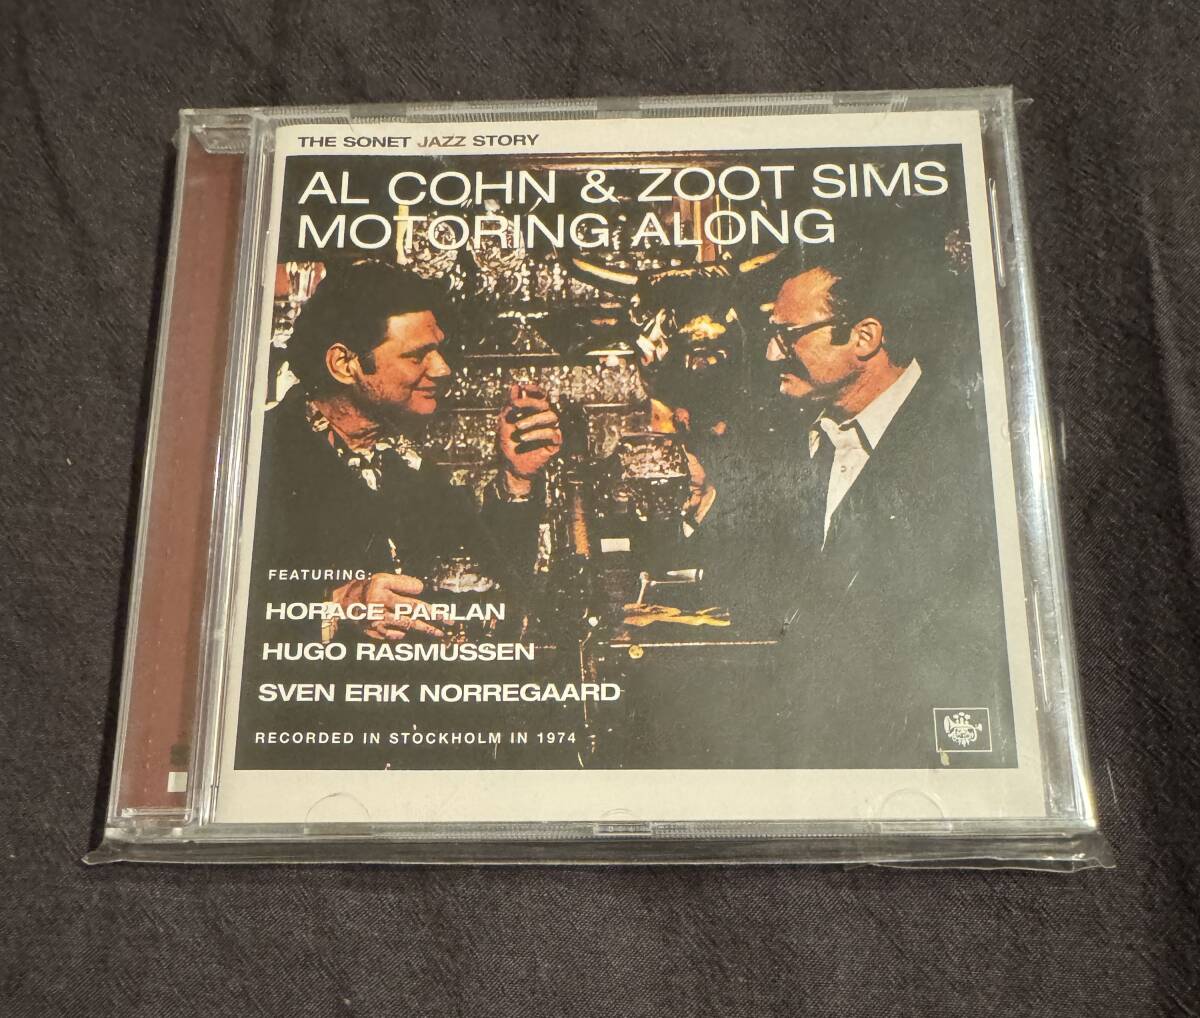 THE SONET JAZZ STORY
AL COHN & ZOOT SIMS
MOTORING ALONG
FEATURING:
HORACE PARLAN
HUGO RASMUSSEN
SVEN ERIK NORREGAARD
RECORDED IN STOCKHOLM IN 1974